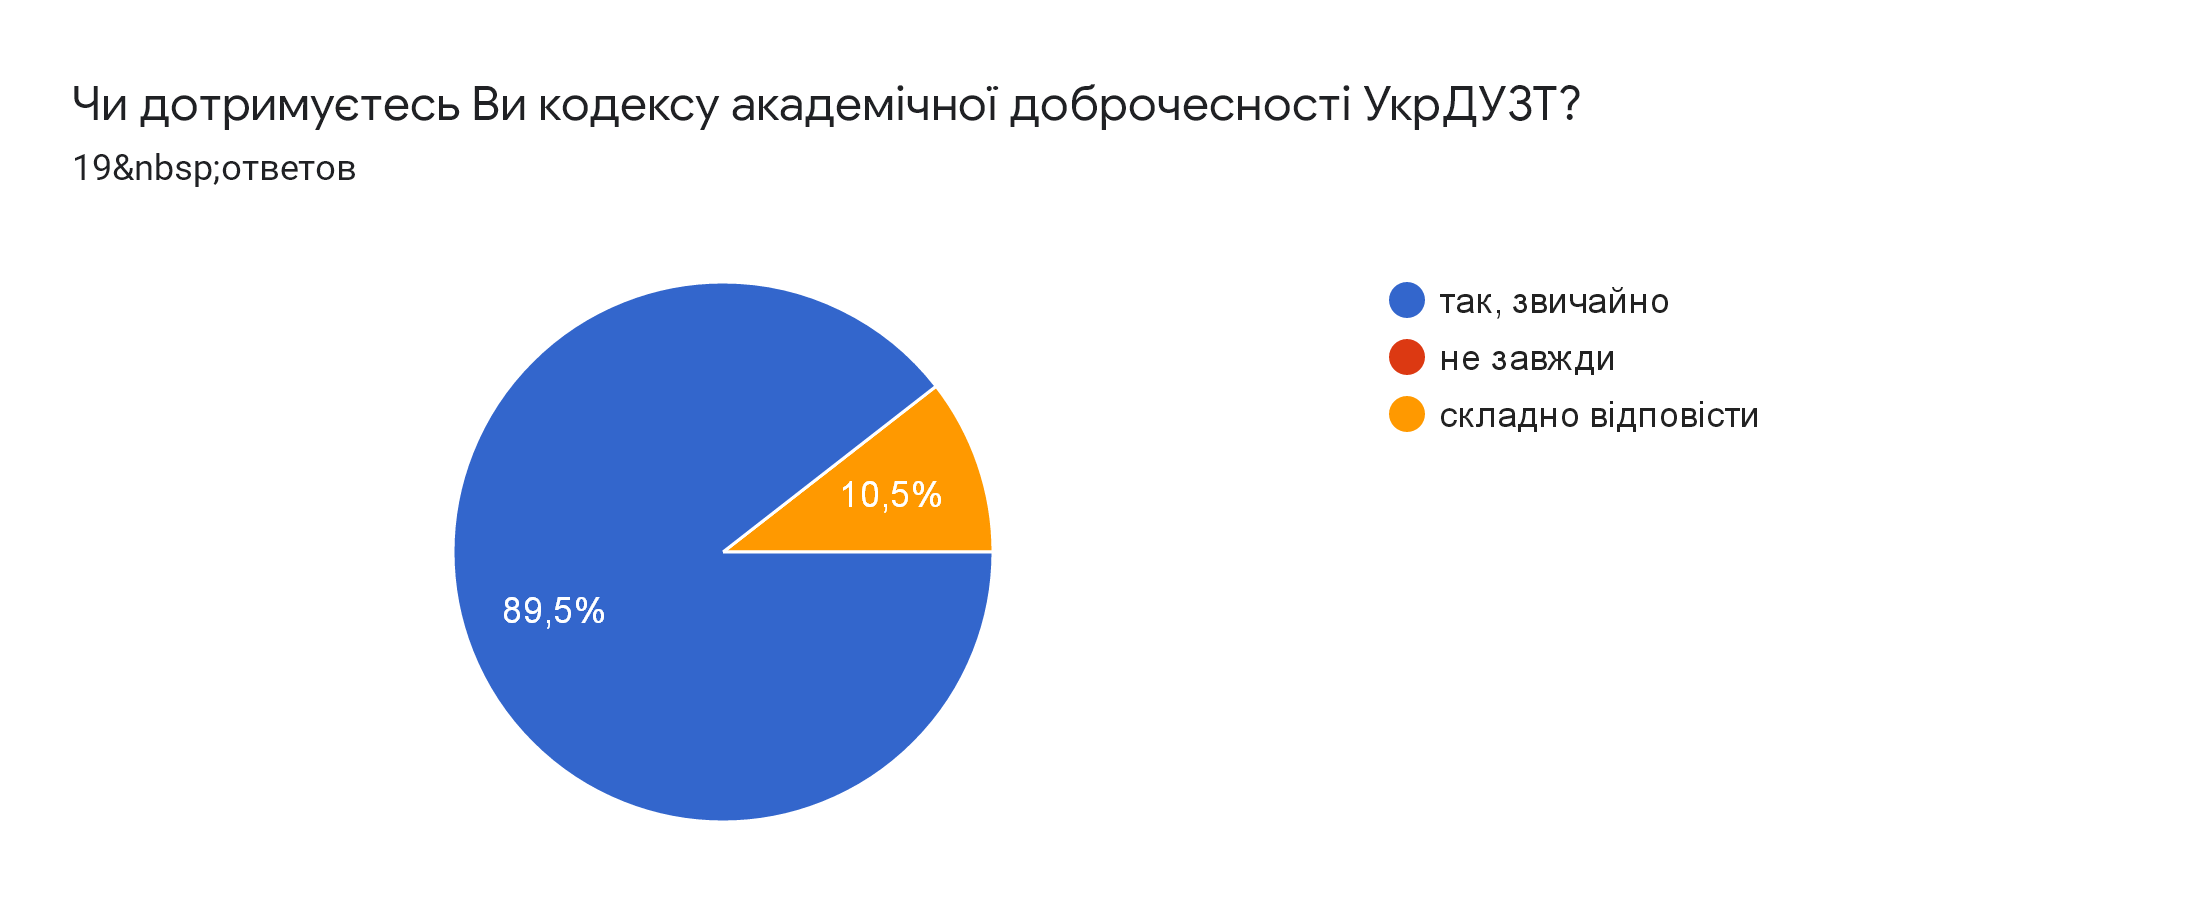 Чи дотримуєтесь Ви кодексу академічної доброчесності УкрДУЗТ?
19&nbsp;ответов
так, звичайно
не завжди
складно відповісти
10,5%
89,5%